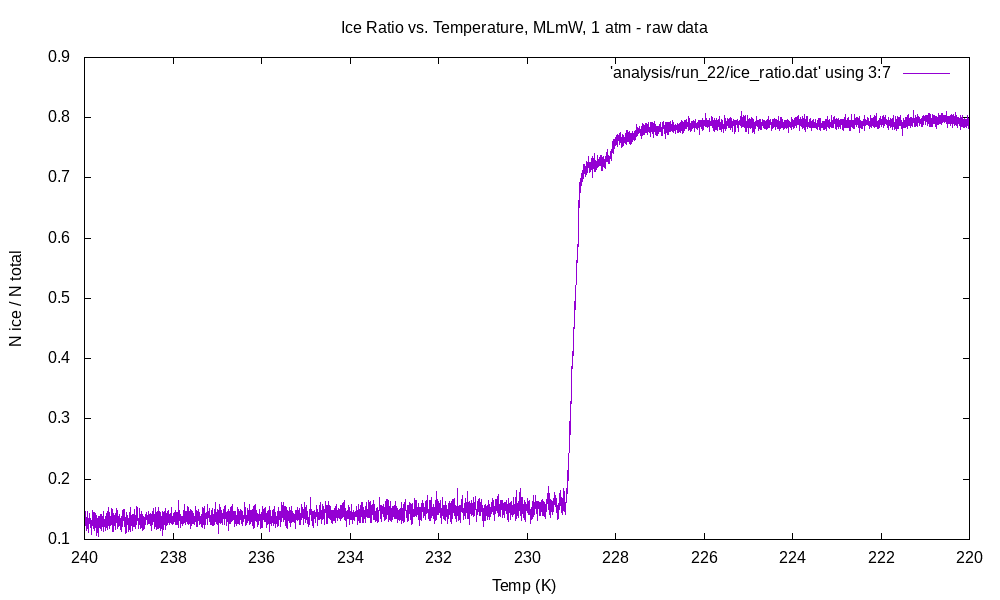 Ice Ratio vs. Temperature, MLmW, 1 atm - raw data
'analysis/run_22/ice_ratio.dat' using 3:7
N ice / N total
0.9
0.8
0.7
0.6
0.5
0.4
0.3
0.2
0.1
240 238 236 234 232 230 228 226 224 222 220
Temp (K)